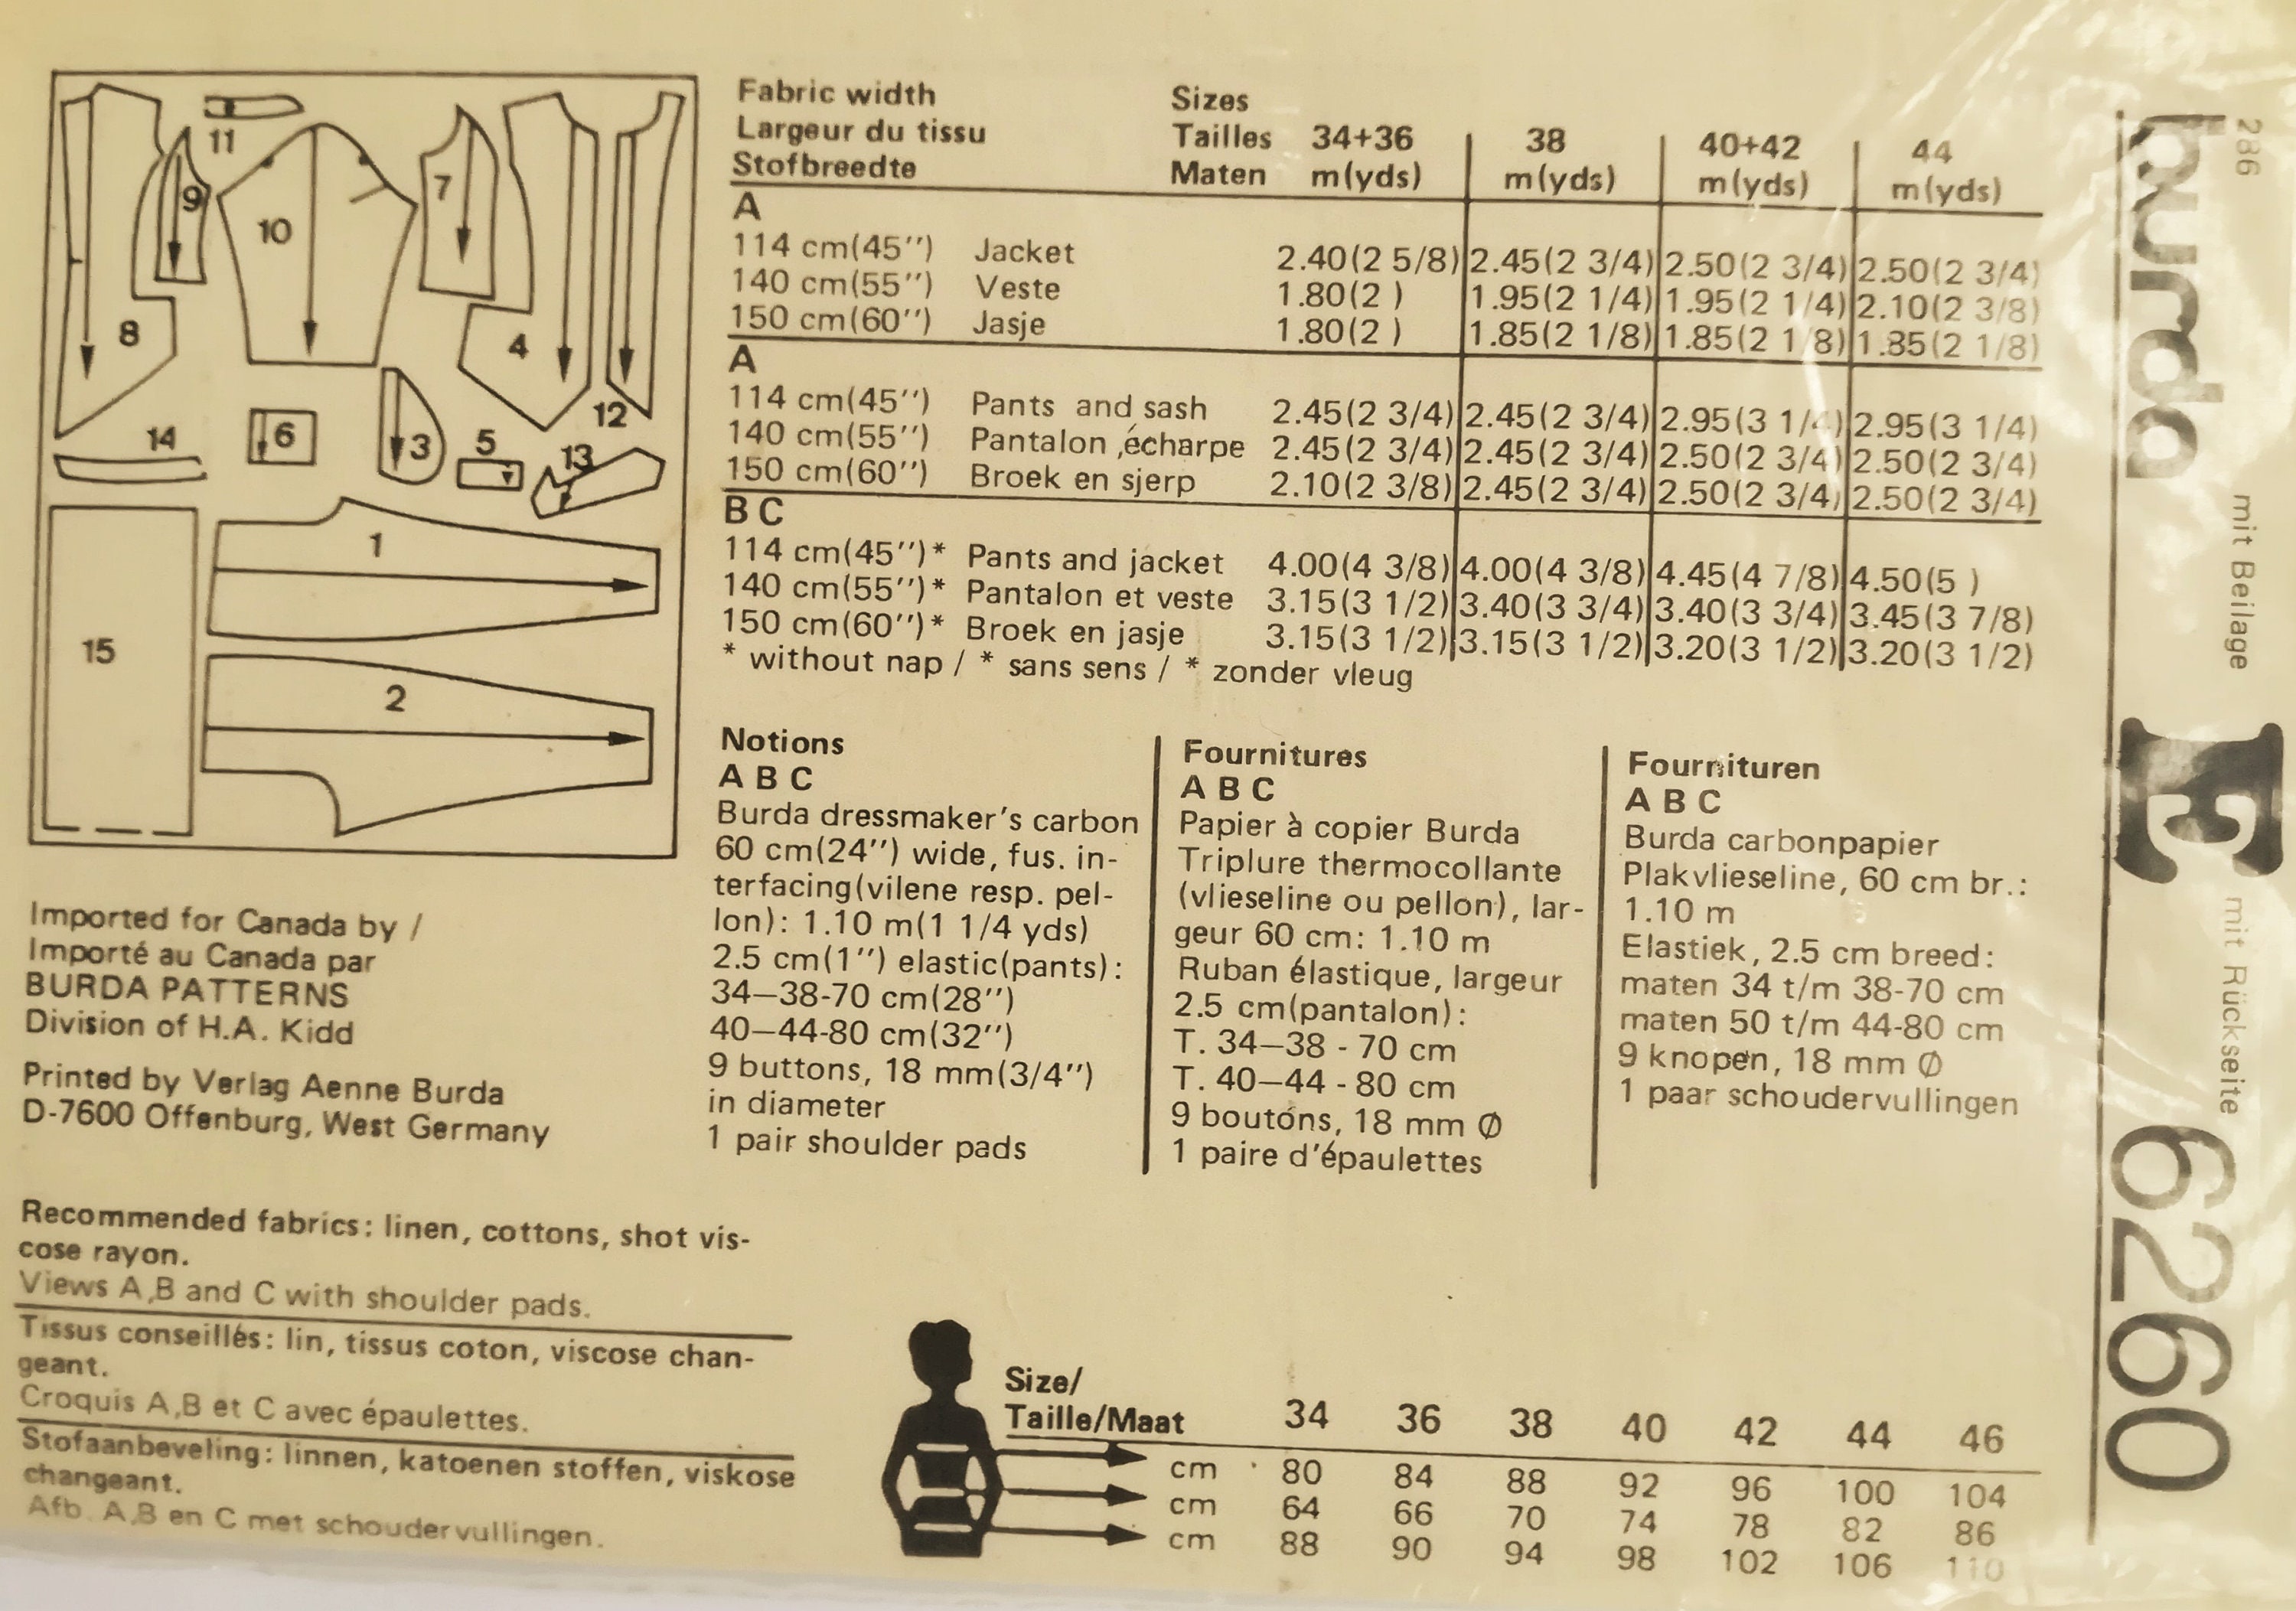 11
9
10
7
8
4
12
14
6
3
5
13
15
1
2
Fabric width Sizes
Largeur du tissu Tailles 34+36 38 40+42 44
Stofbreedte Maten m(yds) m(yds) m(yds) m(yds)
A
114 cm(45'') Jacket 2.40(2 5/8) 2.45(2 3/4) 2.50(2 3/4) 2.50(2 3/4)
140 cm(55'') Veste 1.80(2 ) 1.95(2 1/4) 1.95(2 1/4) 2.10(2 3/8)
150 cm(60'') Jasje 1.80(2 ) 1.85(2 1/8) 1.85(2 1/8) 1.85(2 1/8)
A
114 cm(45'') Pants and sash 2.45(2 3/4) 2.45(2 3/4) 2.95(3 1/4) 2.95(3 1/4)
140 cm(55'') Pantalon ,écharpe 2.45(2 3/4) 2.45(2 3/4) 2.50(2 3/4) 2.50(2 3/4)
150 cm(60'') Broek en sjerp 2.10(2 3/8) 2.45(2 3/4) 2.50(2 3/4) 2.50(2 3/4)
B C
114 cm(45'')* Pants and jacket 4.00(4 3/8) 4.00(4 3/8) 4.45(4 7/8) 4.50(5 )
140 cm(55'')* Pantalon et veste 3.15(3 1/2) 3.40(3 3/4) 3.40(3 3/4) 3.45(3 7/8)
150 cm(60'')* Broek en jasje 3.15(3 1/2) 3.15(3 1/2) 3.20(3 1/2) 3.20(3 1/2)
* without nap / * sans sens / * zonder vleug
Notions
A B C
Burda dressmaker's carbon
60 cm(24'') wide, fus. in-
terfacing(vilene resp. pel-
lon): 1.10 m(1 1/4 yds)
2.5 cm(1'') elastic(pants):
34—38-70 cm(28'')
40—44-80 cm(32'')
9 buttons, 18 mm(3/4'')
in diameter
1 pair shoulder pads
Fournitures
A B C
Papier à copier Burda
Triplure thermocollante
(vlieseline ou pellon), lar-
geur 60 cm: 1.10 m
Ruban élastique, largeur
2.5 cm(pantalon):
T. 34—38 - 70 cm
T. 40—44 - 80 cm
9 boutons, 18 mm Ø
1 paire d'épaulettes
Fournituren
A B C
Burda carbonpapier
Plakvlieseline, 60 cm br.:
1.10 m
Elastiek, 2.5 cm breed:
maten 34 t/m 38-70 cm
maten 50 t/m 44-80 cm
9 knopen, 18 mm Ø
1 paar schoudervullingen
Imported for Canada by /
Importé au Canada par
BURDA PATTERNS
Division of H.A. Kidd
Printed by Verlag Aenne Burda
D-7600 Offenburg, West Germany
Recommended fabrics: linen, cottons, shot vis-
cose rayon.
Views A,B and C with shoulder pads.
Tissus conseillés: lin, tissus coton, viscose chan-
geant.
Croquis A,B et C avec épaulettes.
Stofaanbeveling: linnen, katoenen stoffen, viskose
changeant.
Afb. A,B en C met schoudervullingen.
Size/
Taille/Maat 34 36 38 40 42 44 46
cm 80 84 88 92 96 100 104
cm 64 66 70 74 78 82 86
cm 88 90 94 98 102 106 110
burda E 6260
286 mit Beilage mit Rückseite